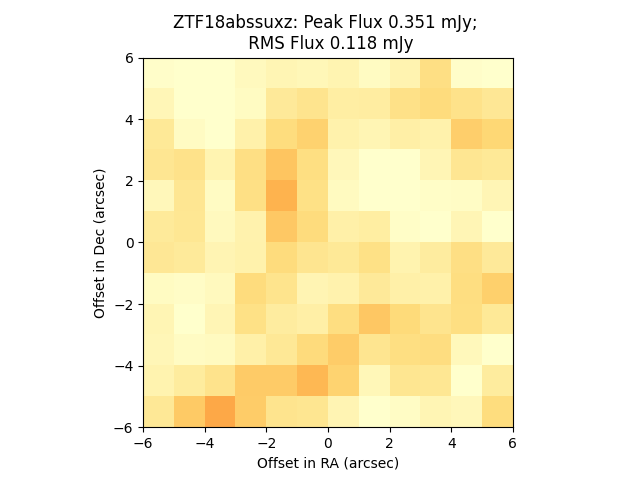 ZTF18abssuxz: Peak Flux 0.351 mJy;
RMS Flux 0.118 mJy
6
4
2
0
−2
−4
−6
Offset in Dec (arcsec)
−6 −4 −2 0 2 4 6
Offset in RA (arcsec)